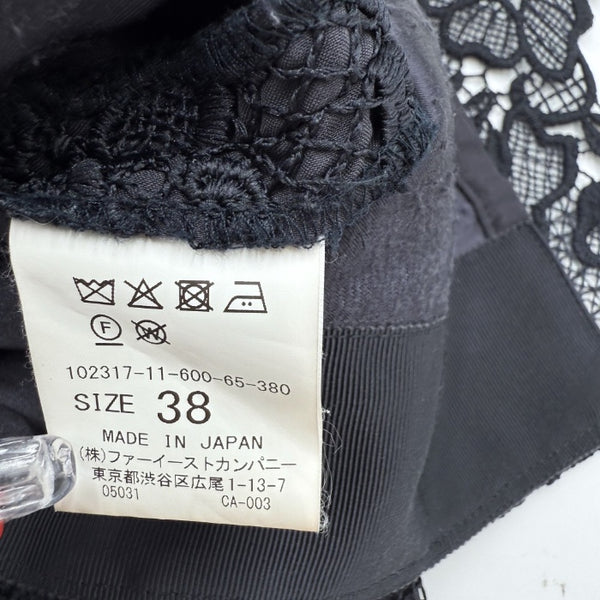 F
W
102317-11-600-65-380
SIZE 38
MADE IN JAPAN
(株)ファーイーストカンパニー
東京都渋谷区広尾1-13-7
05031 CA-003